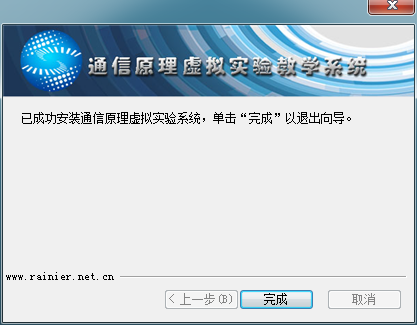 通信原理虚拟实验教学系统
已成功安装通信原理虚拟实验系统，单击“完成”以退出向导。
www.rainier.net.cn
< 上一步(B)
完成
取消